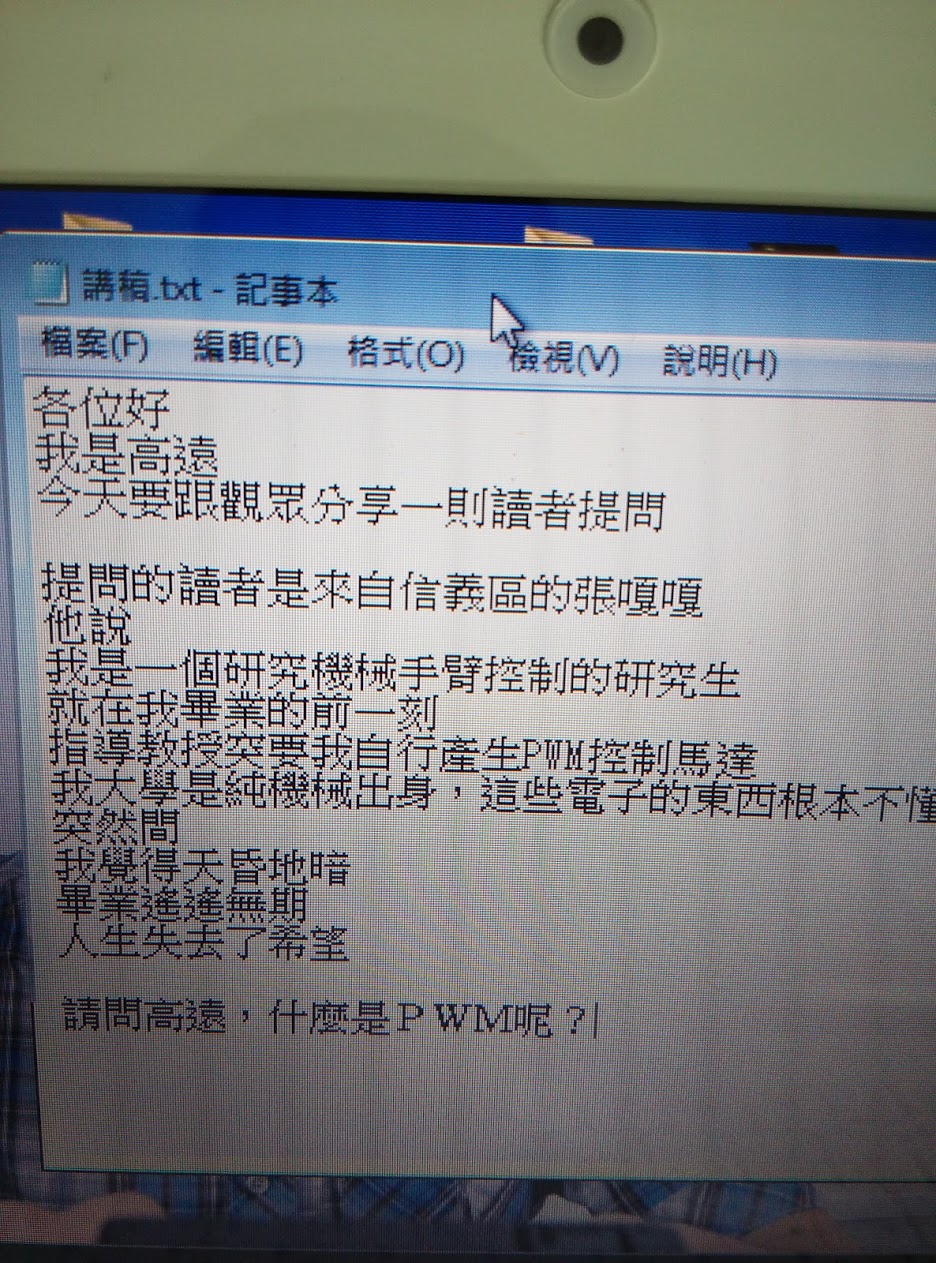 講稿.txt - 記事本
檔案(F) 編輯(E) 格式(O) 檢視(V) 說明(H)
各位好
我是高遠
今天要跟觀眾分享一則讀者提問
提問的讀者是來自信義區的張嘎嘎
他說
我是一個研究機械手臂控制的研究生
就在我畢業的前一刻
指導教授突要我自行產生PWM控制馬達
我大學是純機械出身，這些電子的東西根本不懂
突然間
我覺得天昏地暗
畢業遙遙無期
人生失去了希望
請問高遠，什麼是ＰＷＭ呢？